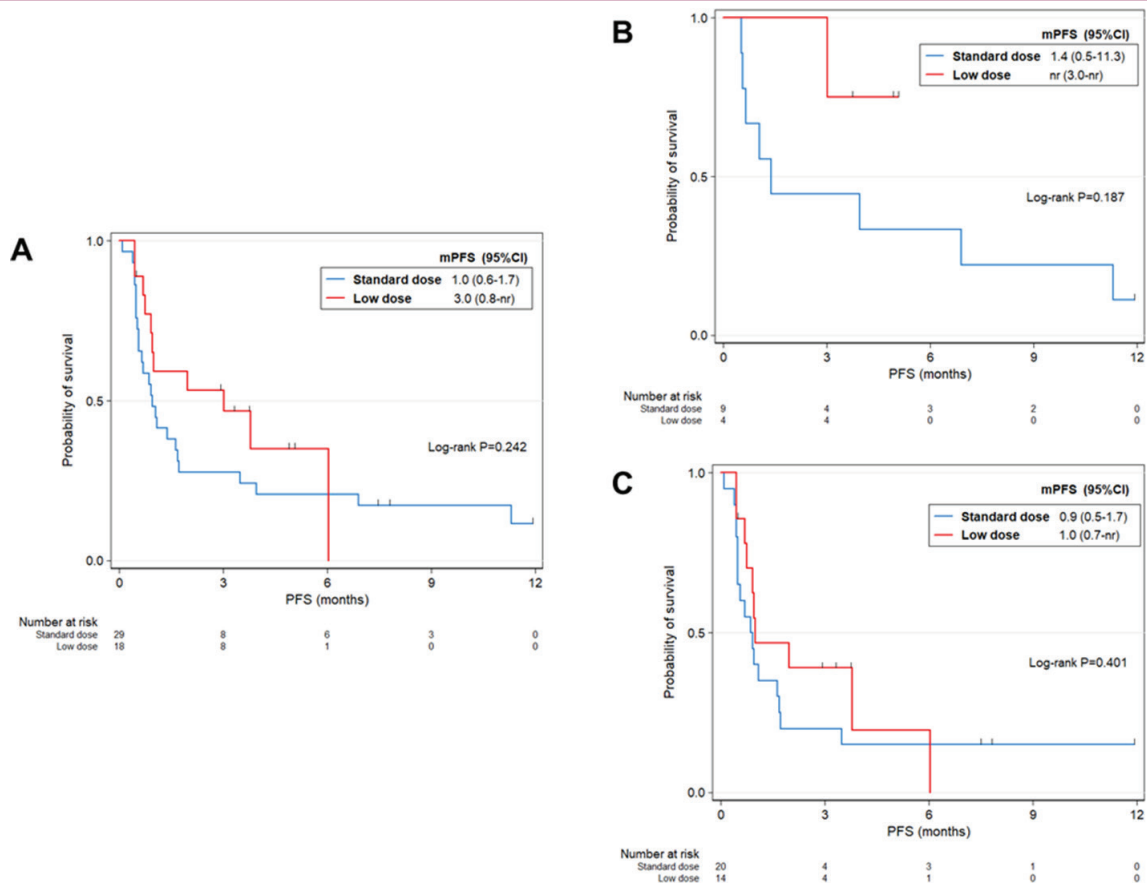 A
mPFS (95%CI)
Standard dose 1.0 (0.6-1.7)
Low dose 3.0 (0.8-nr)
Log-rank P=0.242
Probability of survival
1.0
0.5
0.0
0 3 6 9 12
PFS (months)
Number at risk
Standard dose 29 8 6 3 0
Low dose 18 8 1 0 0
B
mPFS (95%CI)
Standard dose 1.4 (0.5-11.3)
Low dose nr (3.0-nr)
Log-rank P=0.187
Probability of survival
1.0
0.5
0.0
0 3 6 9 12
PFS (months)
Number at risk
Standard dose 9 4 3 2 0
Low dose 4 4 0 0 0
C
mPFS (95%CI)
Standard dose 0.9 (0.5-1.7)
Low dose 1.0 (0.7-nr)
Log-rank P=0.401
Probability of survival
1.0
0.5
0.0
0 3 6 9 12
PFS (months)
Number at risk
Standard dose 20 4 3 1 0
Low dose 14 4 1 0 0